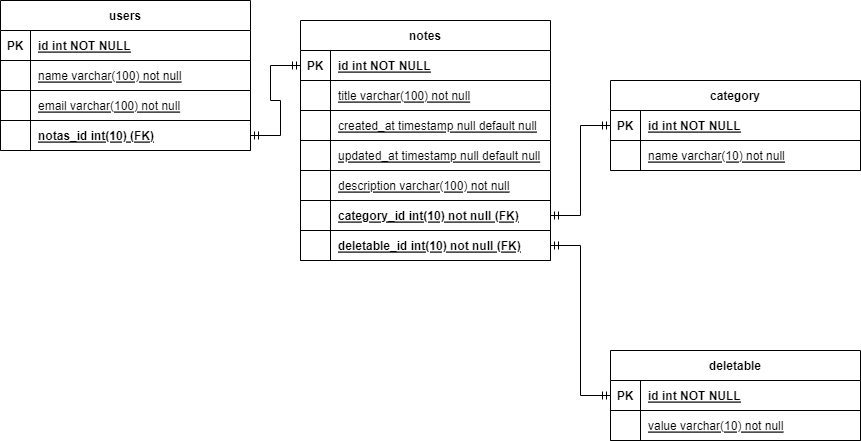 users
PK id int NOT NULL
name varchar(100) not null
email varchar(100) not null
notas_id int(10) (FK)
notes
PK id int NOT NULL
title varchar(100) not null
created_at timestamp null default null
updated_at timestamp null default null
description varchar(100) not null
category_id int(10) not null (FK)
deletable_id int(10) not null (FK)
category
PK id int NOT NULL
name varchar(10) not null
deletable
PK id int NOT NULL
value varchar(10) not null